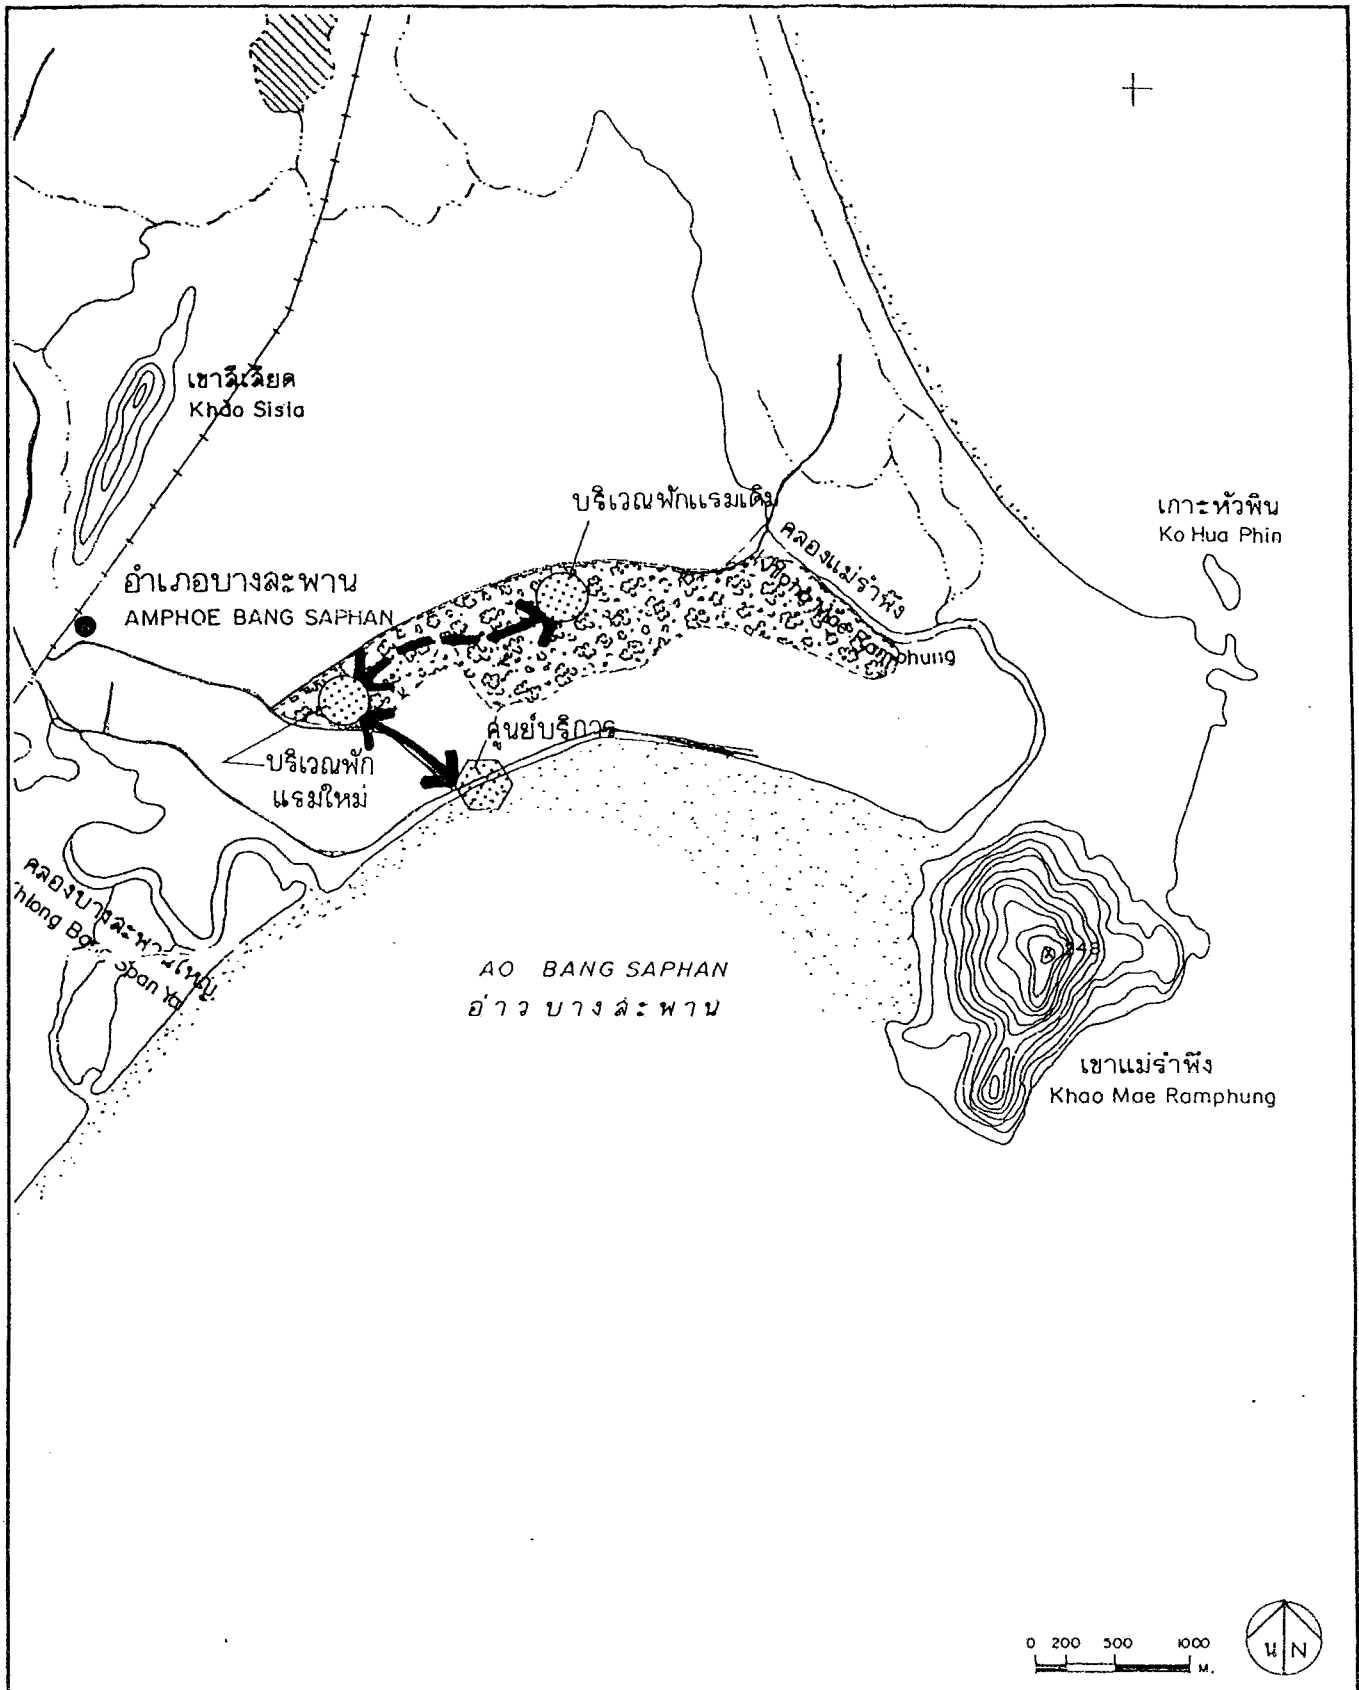 เขาสีเสียด
Khao Sisia
บริเวณพักแรมเดิม
เกาะหัวพิน
Ko Hua Phin
คลองแม่รำพึง
Khlong Mae Ramphung
อำเภอบางสะพาน
AMPHOE BANG SAPHAN
ศูนย์บริการ
บริเวณพัก
แรมใหม่
คลองบางสะพานใหญ่
AO BANG SAPHAN
อ่าวบางสะพาน
248
เขาแม่รำพึง
Khao Mae Ramphung
0 200 500 1000
M.
น N